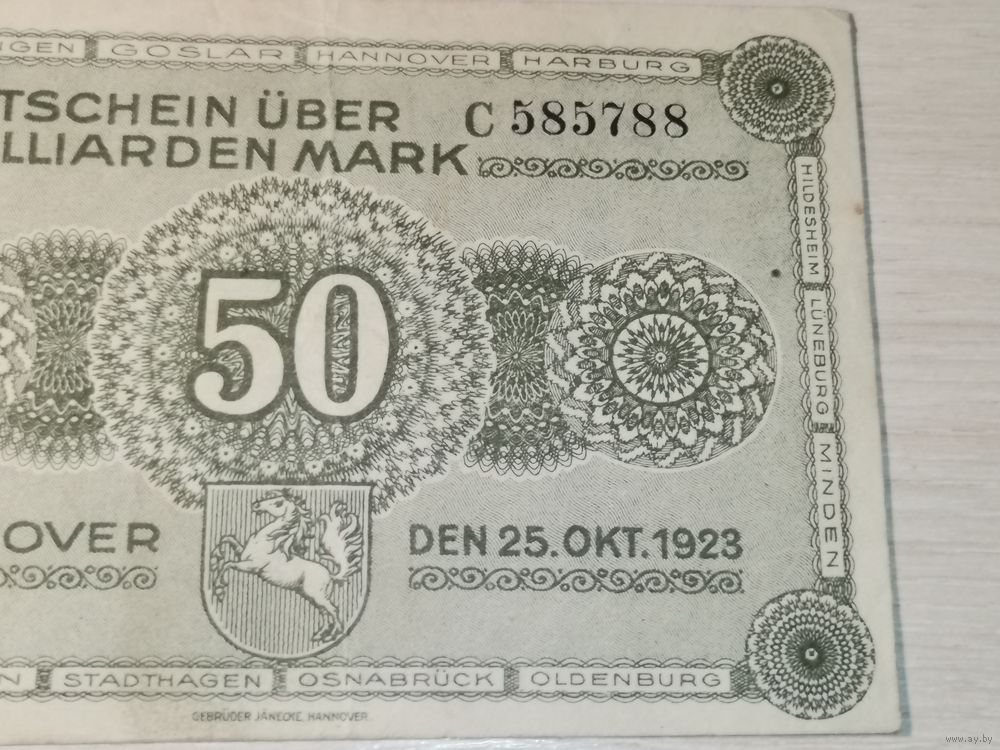 NGEN GOSLAR HANNOVER HARBURG
TSCHEIN ÜBER C 585788
LLIARDEN MARK
HILDESHEIM
LÜNEBURG
MINDEN
50
OVER DEN 25. OKT. 1923
N STADTHAGEN OSNABRÜCK OLDENBURG
GEBRÜDER JÄNECKE, HANNOVER.
www.ay.by